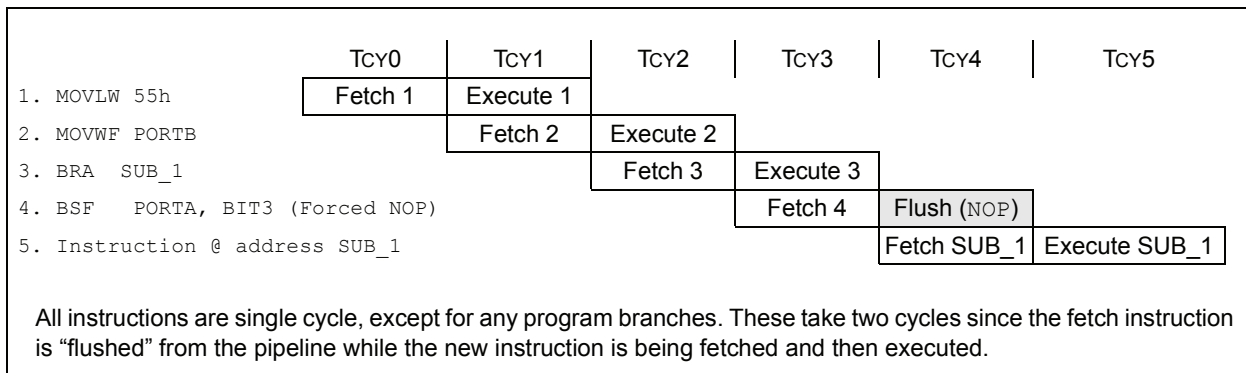 TCY0 TCY1 TCY2 TCY3 TCY4 TCY5
1. MOVLW 55h Fetch 1 Execute 1
2. MOVWF PORTB Fetch 2 Execute 2
3. BRA SUB_1 Fetch 3 Execute 3
4. BSF PORTA, BIT3 (Forced NOP) Fetch 4 Flush (NOP)
5. Instruction @ address SUB_1 Fetch SUB_1 Execute SUB_1
All instructions are single cycle, except for any program branches. These take two cycles since the fetch instruction
is “flushed” from the pipeline while the new instruction is being fetched and then executed.